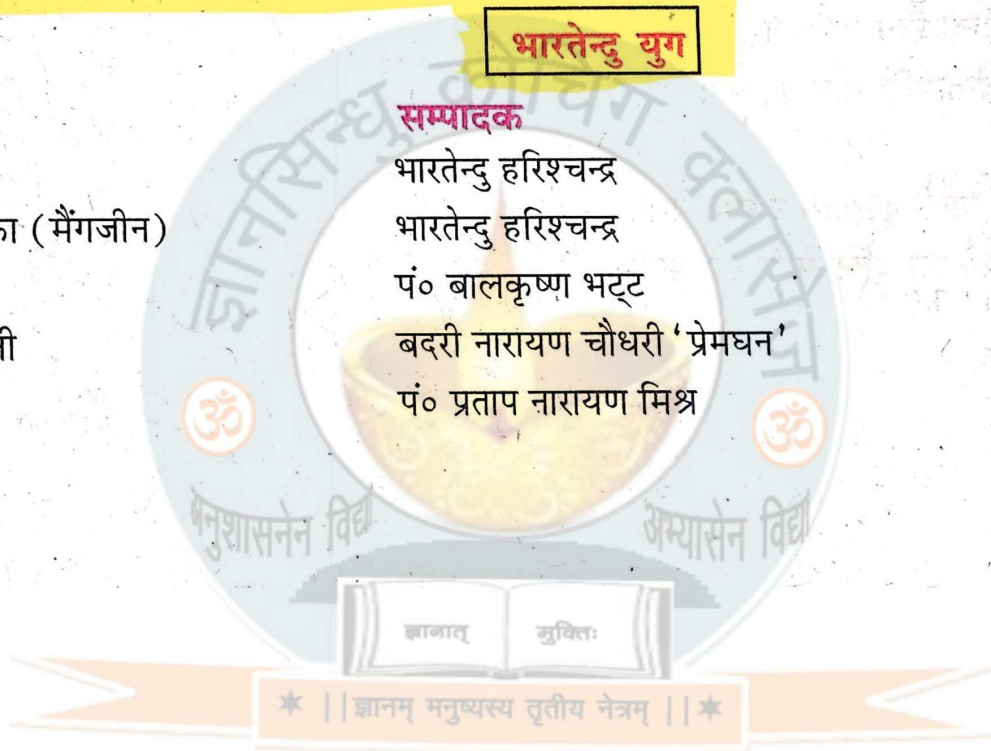 भारतेन्दु युग
सम्पादक
भारतेन्दु हरिश्चन्द्र
(मैंगजीन) भारतेन्दु हरिश्चन्द्र
पं० बालकृष्ण भट्ट
बदरी नारायण चौधरी 'प्रेमघन'
पं० प्रताप नारायण मिश्र
ज्ञानसिन्धु कोचिंग क्लासेज
ॐ ॐ
अनुशासनेन विद्या अभ्यासेन विद्या
ज्ञानात् मुक्तिः
* ||ज्ञानम् मनुष्यस्य तृतीय नेत्रम् || *